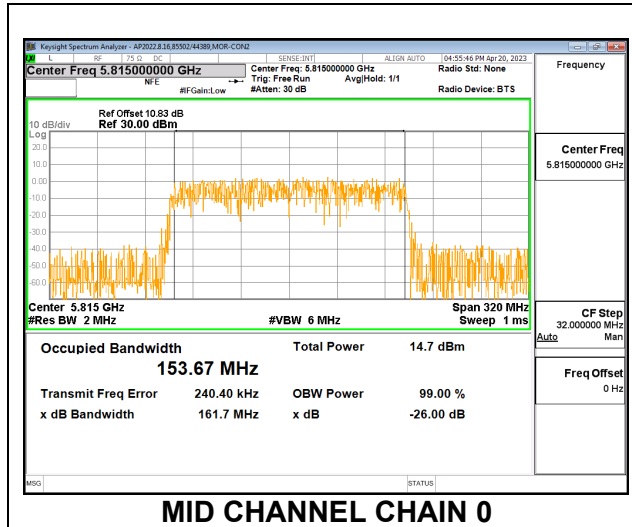 Keysight Spectrum Analyzer - AP2022.8.16,85502/44389,MOR-CON2
L RF 75 Ω DC SENSE:INT ALIGN AUTO 04:55:46 PM Apr 20, 2023
Center Freq 5.815000000 GHz
NFE
#IFGain:Low
Center Freq: 5.815000000 GHz
Trig: Free Run Avg|Hold: 1/1
#Atten: 30 dB
Radio Std: None
Radio Device: BTS
Frequency
Ref Offset 10.83 dB
10 dB/div Ref 30.00 dBm
Log
20.0
10.0
0.00
-10.0
-20.0
-30.0
-40.0
-50.0
-60.0
Center 5.815 GHz Span 320 MHz
#Res BW 2 MHz #VBW 6 MHz Sweep 1 ms
Center Freq
5.815000000 GHz
CF Step
32.000000 MHz
Auto Man
Freq Offset
0 Hz
Occupied Bandwidth Total Power 14.7 dBm
153.67 MHz
Transmit Freq Error 240.40 kHz OBW Power 99.00 %
x dB Bandwidth 161.7 MHz x dB -26.00 dB
MSG STATUS
MID CHANNEL CHAIN 0